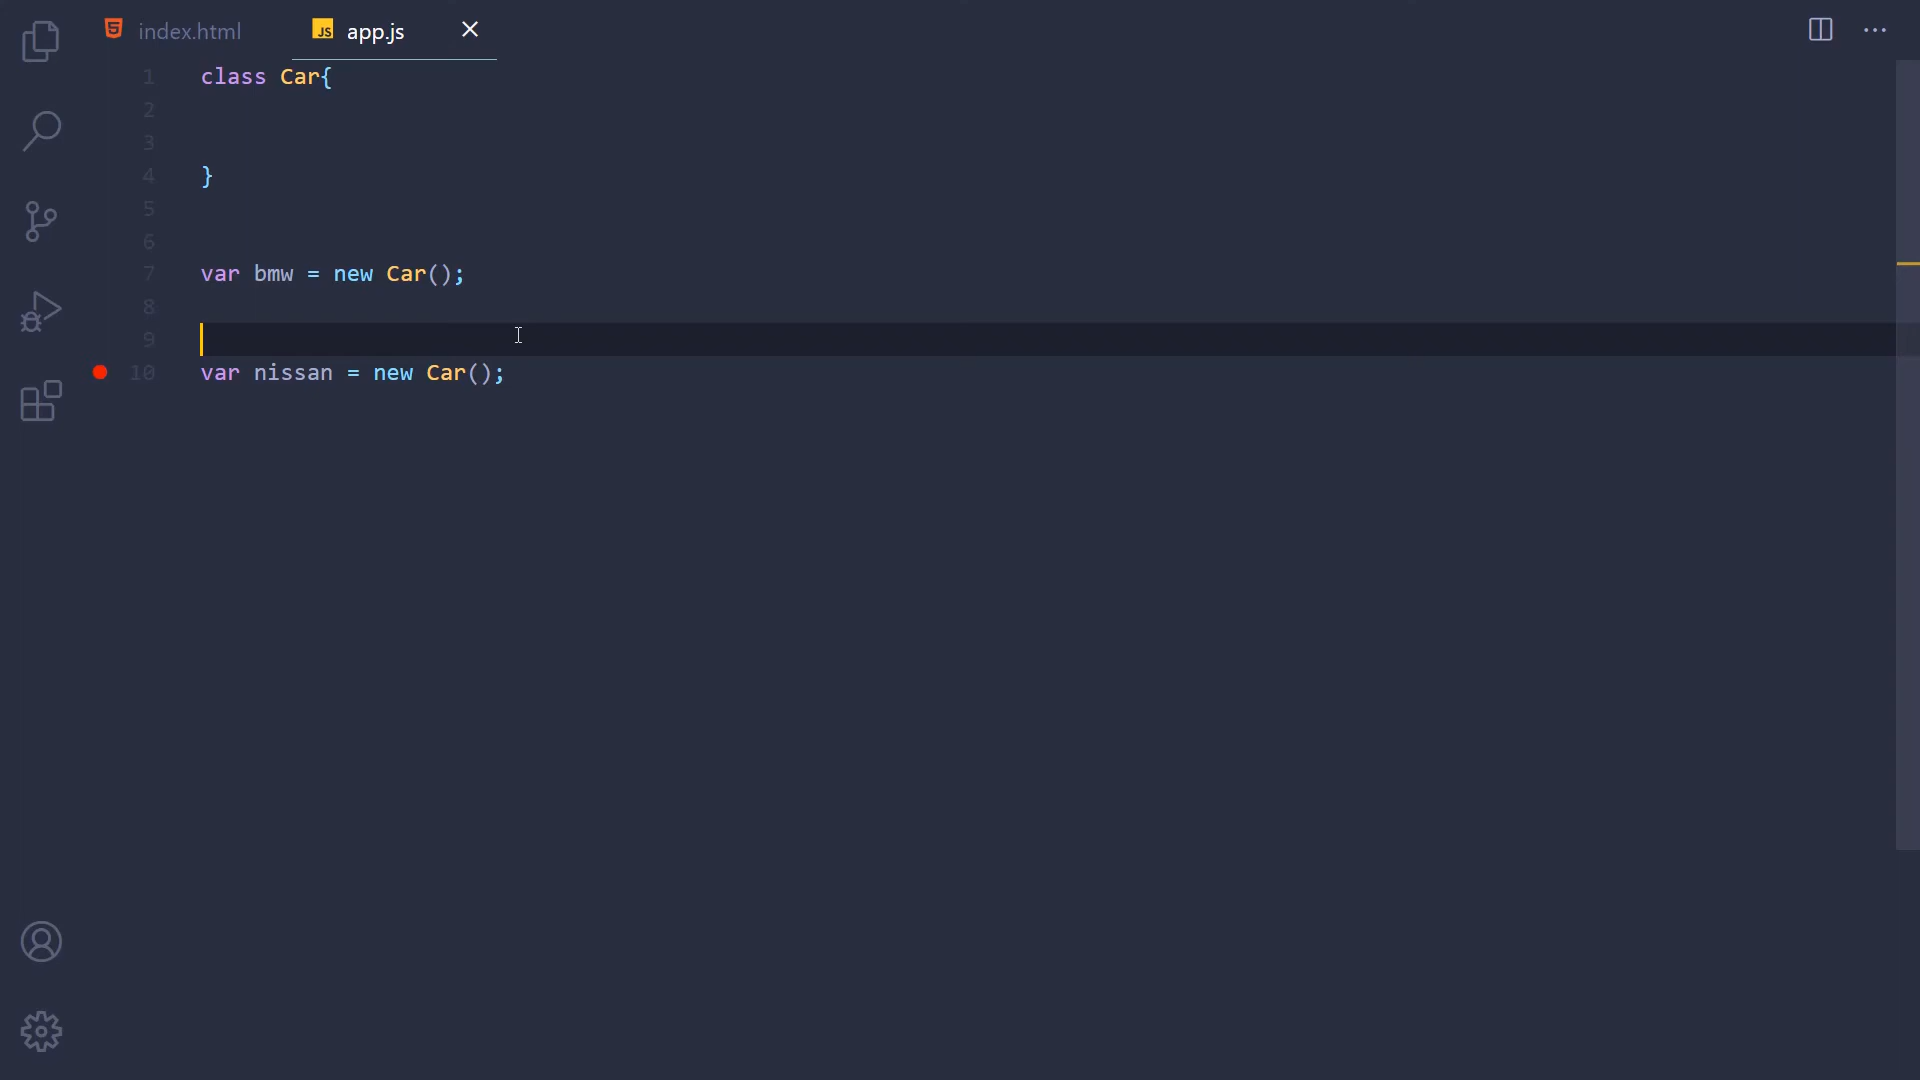 index.html
JS app.js
1 class Car{
2
3
4 }
5
6
7 var bmw = new Car();
8
9
10 var nissan = new Car();